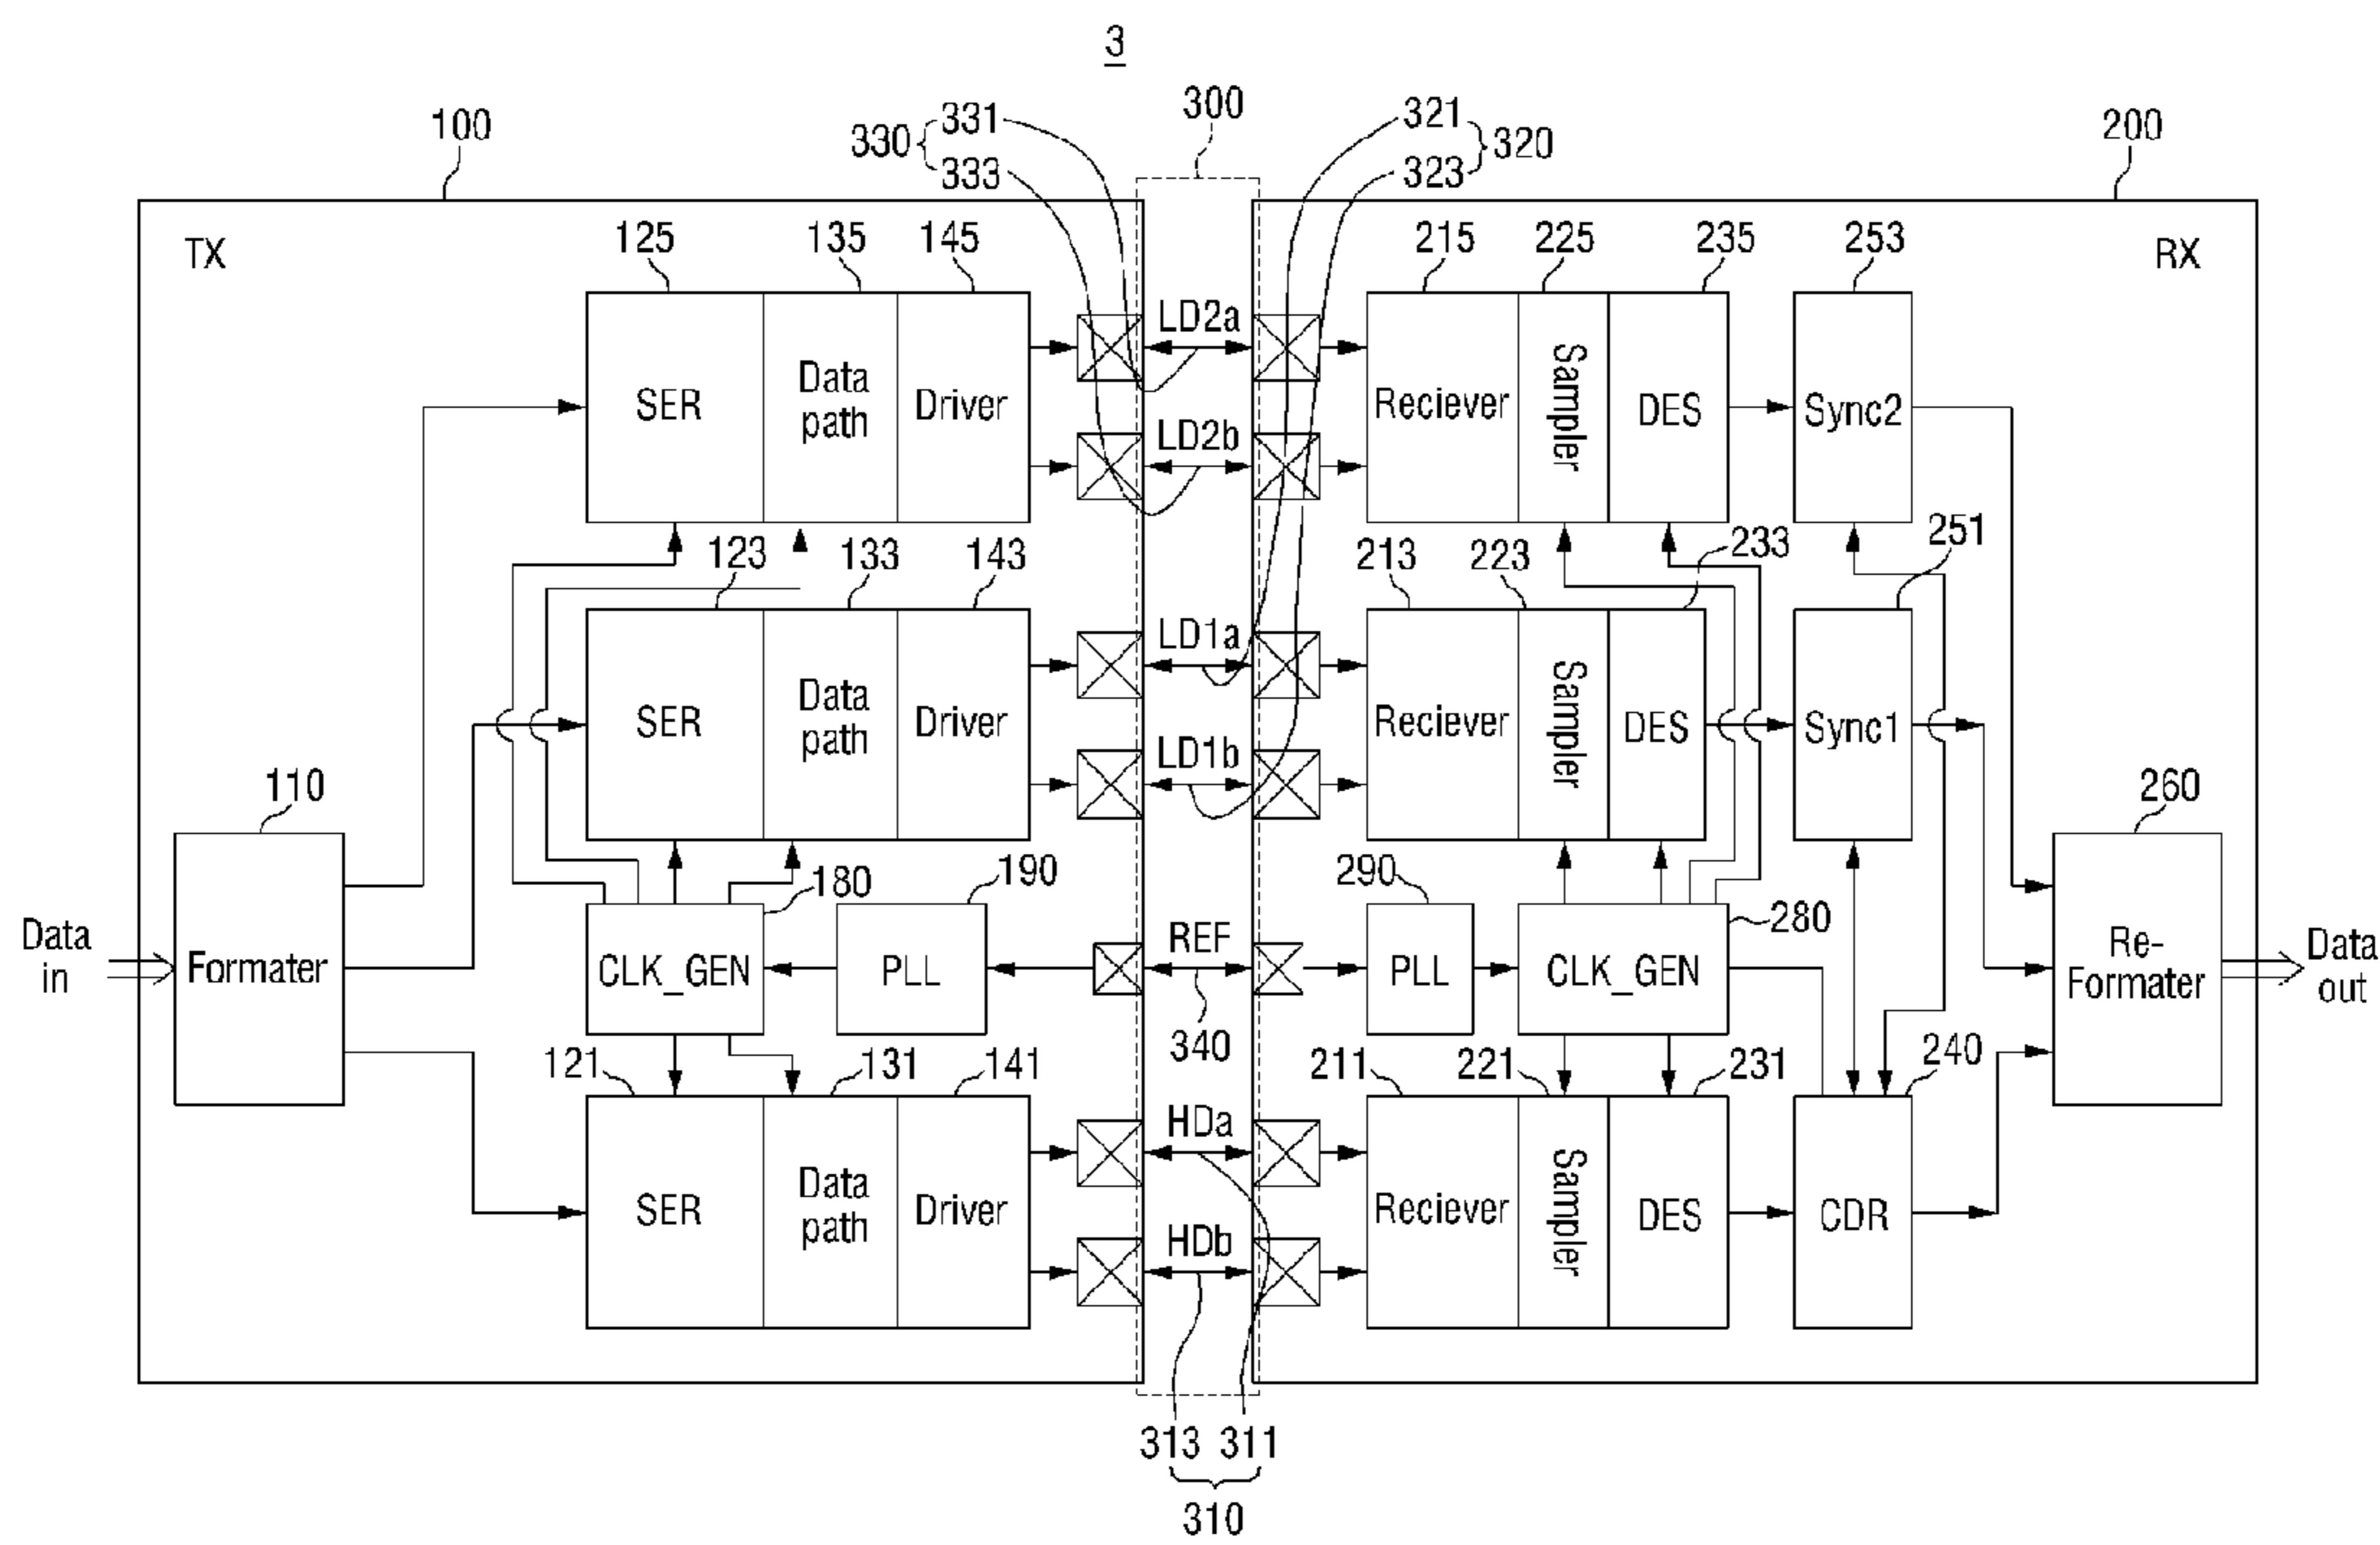 3
100
330
331
333
300
321
323
320
200
TX
RX
125
135
145
215
225
235
253
SER
Data path
Driver
LD2a
LD2b
Reciever
Sampler
DES
Sync2
123
133
143
213
223
233
251
SER
Data path
Driver
LD1a
LD1b
Reciever
Sampler
DES
Sync1
110
180
190
290
280
260
Data in
Formater
CLK_GEN
PLL
REF
340
PLL
CLK_GEN
Re-
Formater
Data out
121
131
141
211
221
231
240
SER
Data path
Driver
HDa
HDb
Reciever
Sampler
DES
CDR
313
311
310